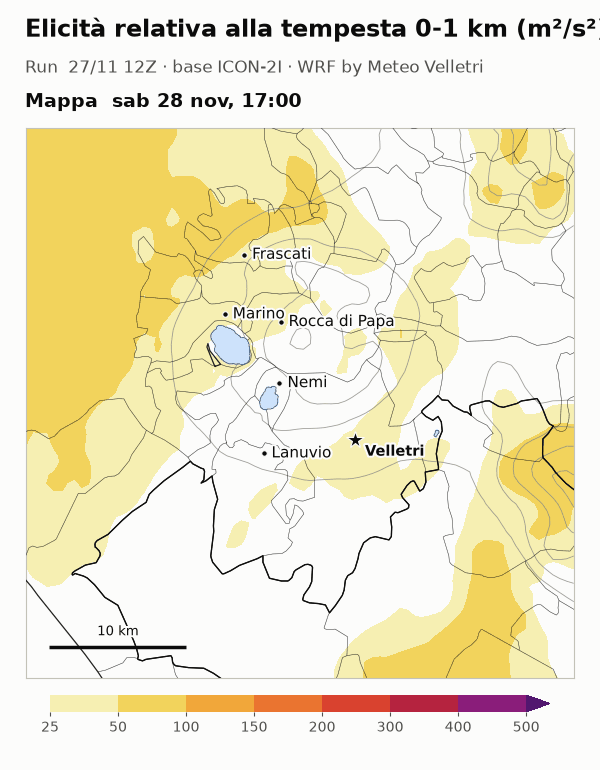 Elicità relativa alla tempesta 0-1 km (m²/s²)
Run  27/11 12Z · base ICON-2I · WRF by Meteo Velletri
Mappa  sab 28 nov, 17:00
Frascati
Marino
Rocca di Papa
Nemi
Velletri
Lanuvio
10 km
25 50 100 150 200 300 400 500